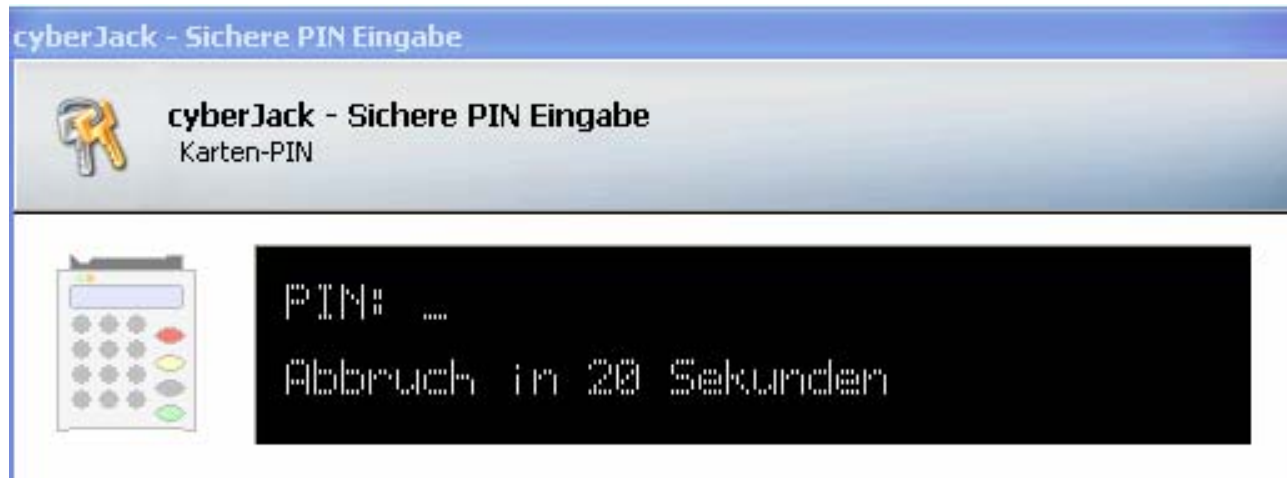 cyberJack - Sichere PIN Eingabe
cyberJack - Sichere PIN Eingabe
Karten-PIN
PIN: _
Abbruch in 20 Sekunden